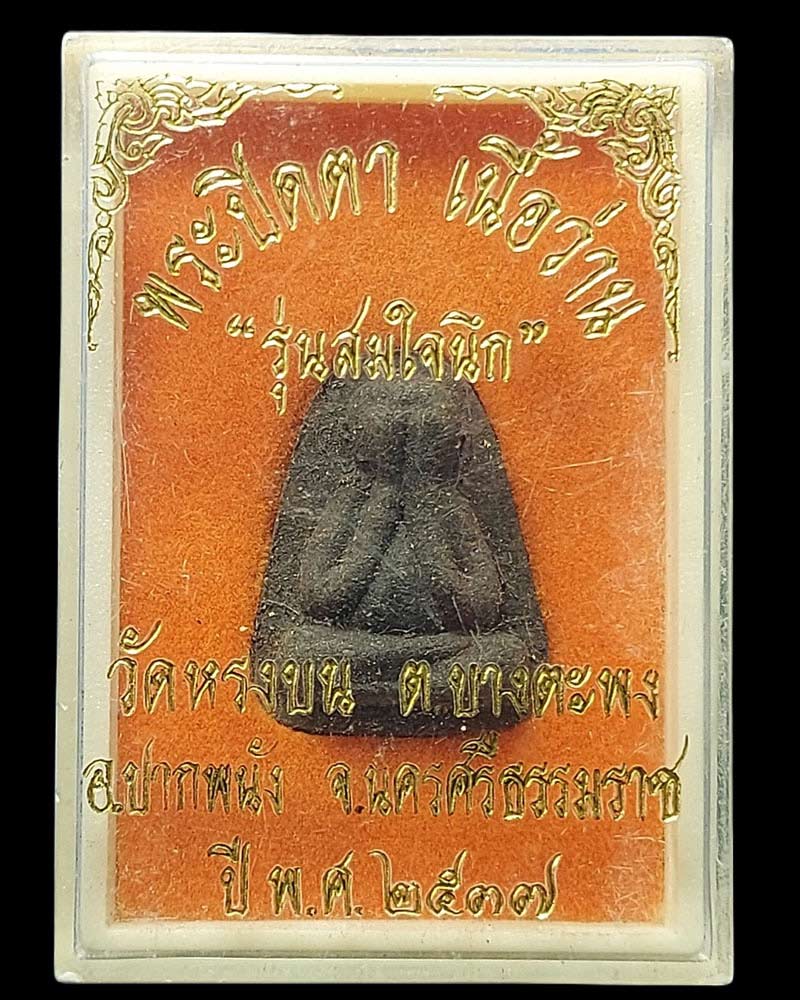 พระปิดตา เนื้อว่าน
“รุ่นสมใจนึก”
วัดหรงบน ต.บางตะพง
อ.ปากพนัง จ.นครศรีธรรมราช
ปี พ.ศ. ๒๕๓๗